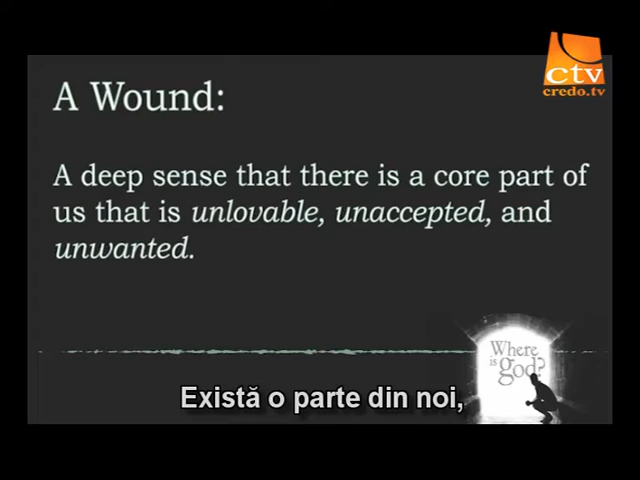 ctv
credo.tv
A Wound:
A deep sense that there is a core part of
us that is unlovable, unaccepted, and
unwanted.
Where
is
god?
Există o parte din noi,